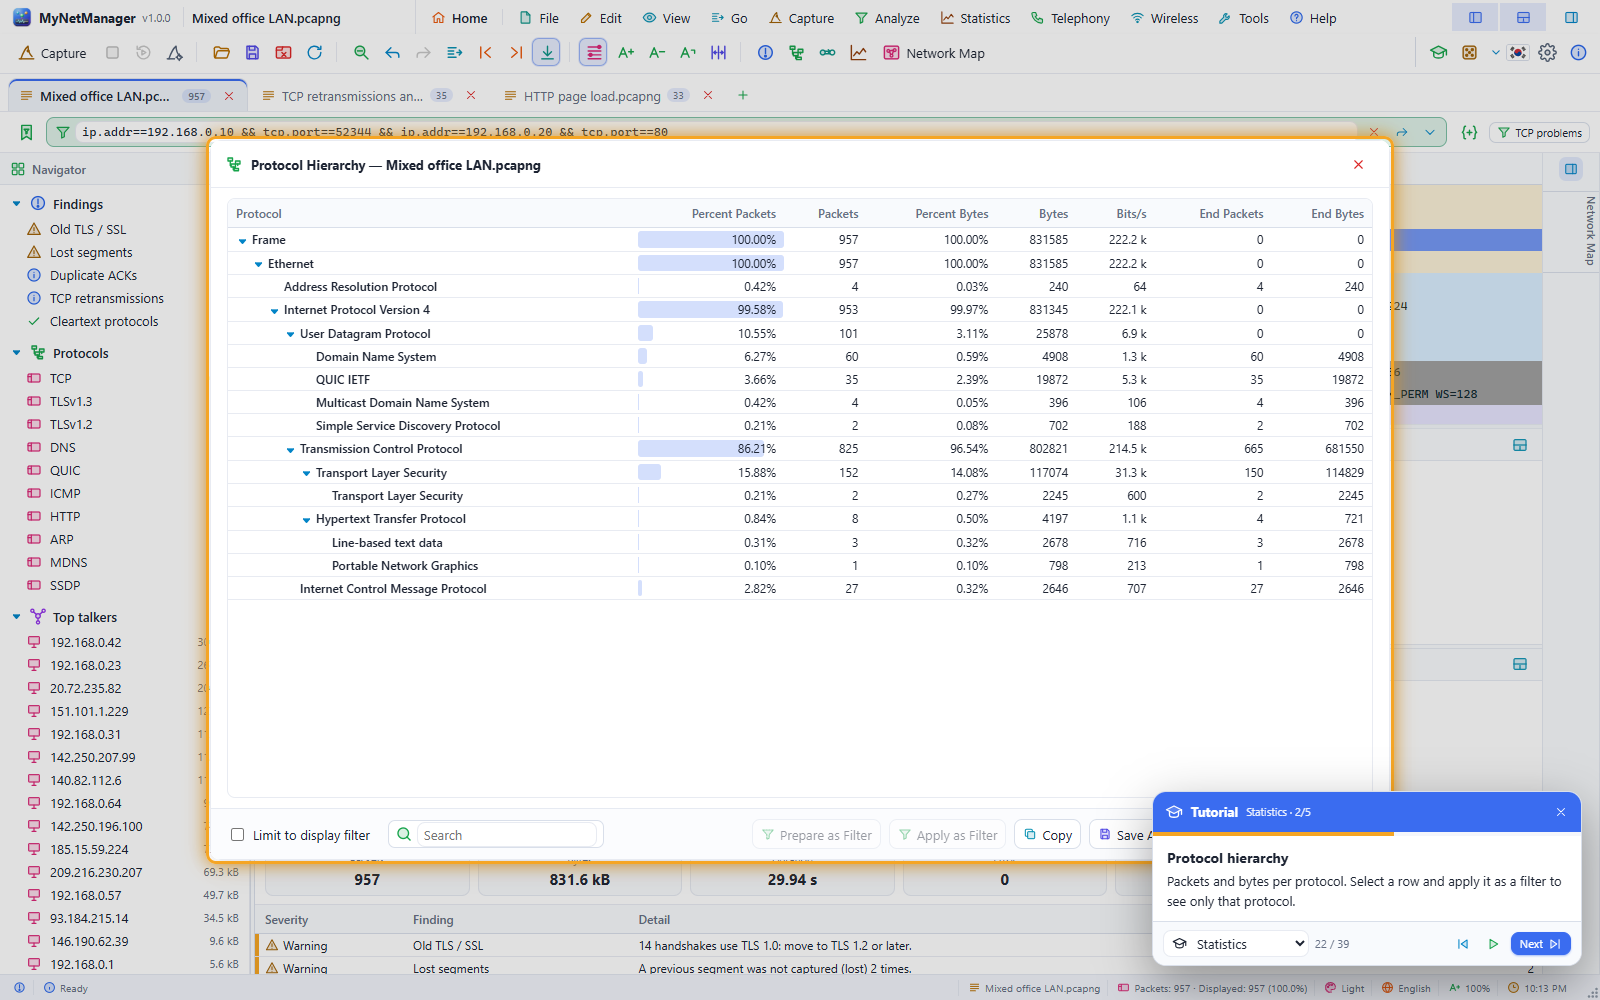 MyNetManager v1.0.0 Mixed office LAN.pcapng Home File Edit View Go Capture Analyze Statistics Telephony Wireless Tools Help
Capture A+ A− Network Map
Mixed office LAN.pc... 957 TCP retransmissions an... 35 HTTP page load.pcapng 33
ip.addr==192.168.0.10 && tcp.port==52344 && ip.addr==192.168.0.20 && tcp.port==80 TCP problems
Navigator
Findings
Old TLS / SSL
Lost segments
Duplicate ACKs
TCP retransmissions
Cleartext protocols
Protocols
TCP
TLSv1.3
TLSv1.2
DNS
QUIC
ICMP
HTTP
ARP
MDNS
SSDP
Top talkers
192.168.0.42
192.168.0.23
20.72.235.82
151.101.1.229
192.168.0.31
142.250.207.99
140.82.112.6
192.168.0.64
142.250.196.100
185.15.59.224
209.216.230.207 69.3 kB
192.168.0.57 49.7 kB
93.184.215.14 34.5 kB
146.190.62.39 9.6 kB
192.168.0.1 5.6 kB
Protocol Hierarchy — Mixed office LAN.pcapng
Protocol Percent Packets Packets Percent Bytes Bytes Bits/s End Packets End Bytes
Frame 100.00% 957 100.00% 831585 222.2 k 0 0
Ethernet 100.00% 957 100.00% 831585 222.2 k 0 0
Address Resolution Protocol 0.42% 4 0.03% 240 64 4 240
Internet Protocol Version 4 99.58% 953 99.97% 831345 222.1 k 0 0
User Datagram Protocol 10.55% 101 3.11% 25878 6.9 k 0 0
Domain Name System 6.27% 60 0.59% 4908 1.3 k 60 4908
QUIC IETF 3.66% 35 2.39% 19872 5.3 k 35 19872
Multicast Domain Name System 0.42% 4 0.05% 396 106 4 396
Simple Service Discovery Protocol 0.21% 2 0.08% 702 188 2 702
Transmission Control Protocol 86.21% 825 96.54% 802821 214.5 k 665 681550
Transport Layer Security 15.88% 152 14.08% 117074 31.3 k 150 114829
Transport Layer Security 0.21% 2 0.27% 2245 600 2 2245
Hypertext Transfer Protocol 0.84% 8 0.50% 4197 1.1 k 4 721
Line-based text data 0.31% 3 0.32% 2678 716 3 2678
Portable Network Graphics 0.10% 1 0.10% 798 213 1 798
Internet Control Message Protocol 2.82% 27 0.32% 2646 707 27 2646
Limit to display filter Search Prepare as Filter Apply as Filter Copy Save
Network Map
24
_PERM WS=128
957 831.6 kB 29.94 s 0
Severity Finding Detail
Warning Old TLS / SSL 14 handshakes use TLS 1.0: move to TLS 1.2 or later.
Warning Lost segments A previous segment was not captured (lost) 2 times. 2
Tutorial Statistics · 2/5
Protocol hierarchy
Packets and bytes per protocol. Select a row and apply it as a filter to
see only that protocol.
Statistics 22 / 39 Next
Ready Mixed office LAN.pcapng Packets: 957 · Displayed: 957 (100.0%) Light English A+ 100% 10:13 PM